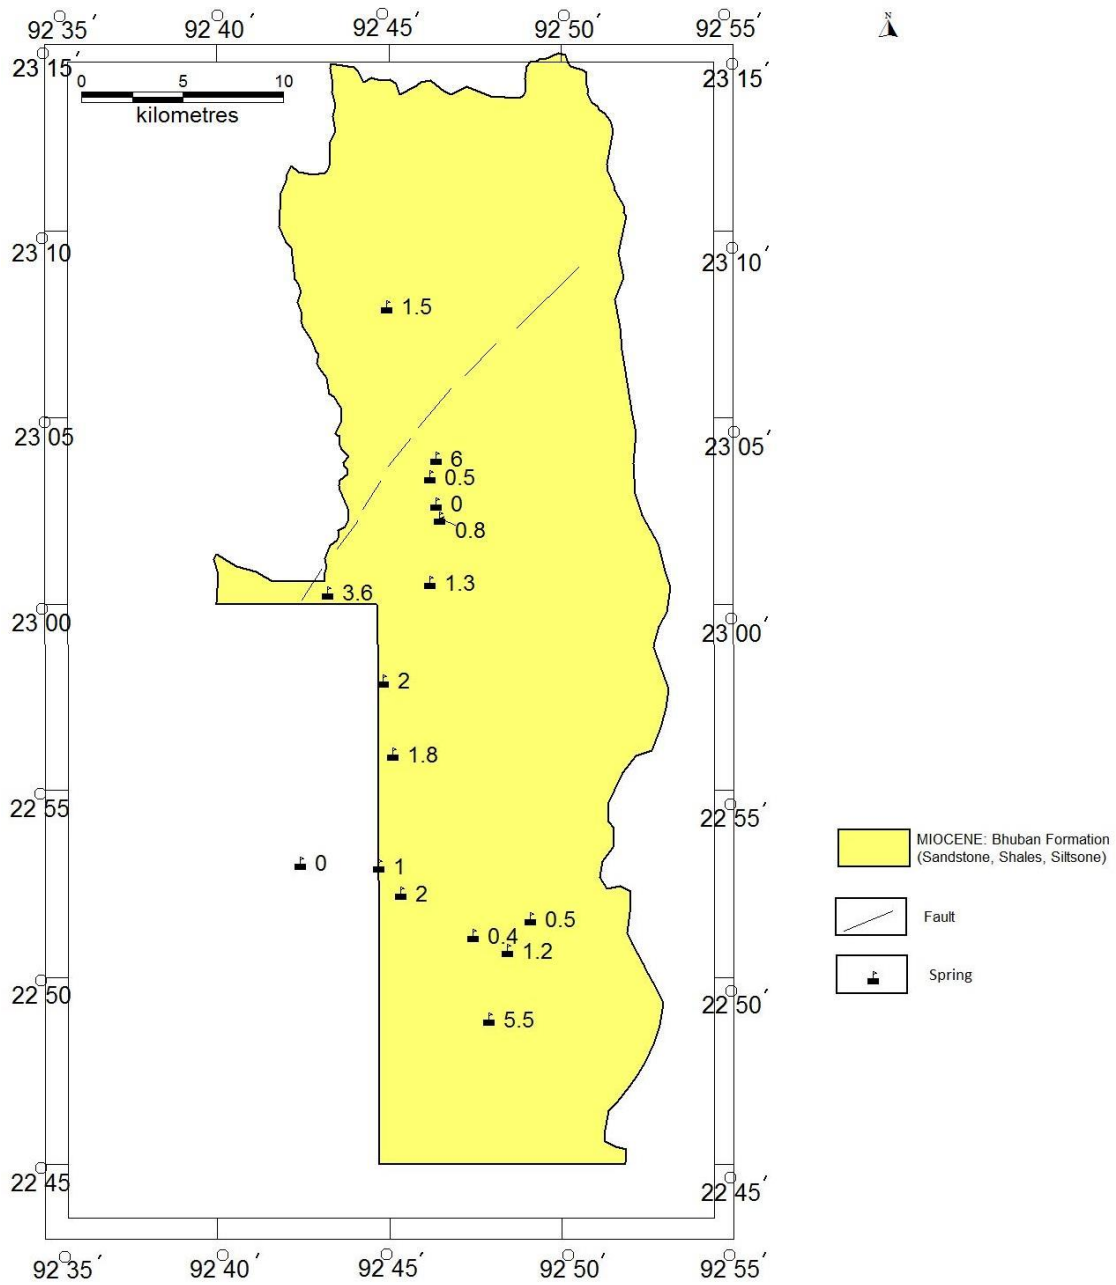 92°35′ 92°40′ 92°45′ 92°50′ 92°55′
N
23°15′ 23°15′
0 5 10
kilometres
23°10 23°10′
1.5
23°05 23°05′
6
0.5
0
0.8
1.3
3.6
23°00 23°00′
2
1.8
22°55 22°55′
MIOCENE: Bhuban Formation
(Sandstone, Shales, Siltsone)
0 1
2
0.5
Fault
0.4
1.2
22°50 22°50′
Spring
5.5
22°45 22°45′
92°35′ 92°40′ 92°45′ 92°50′ 92°55′